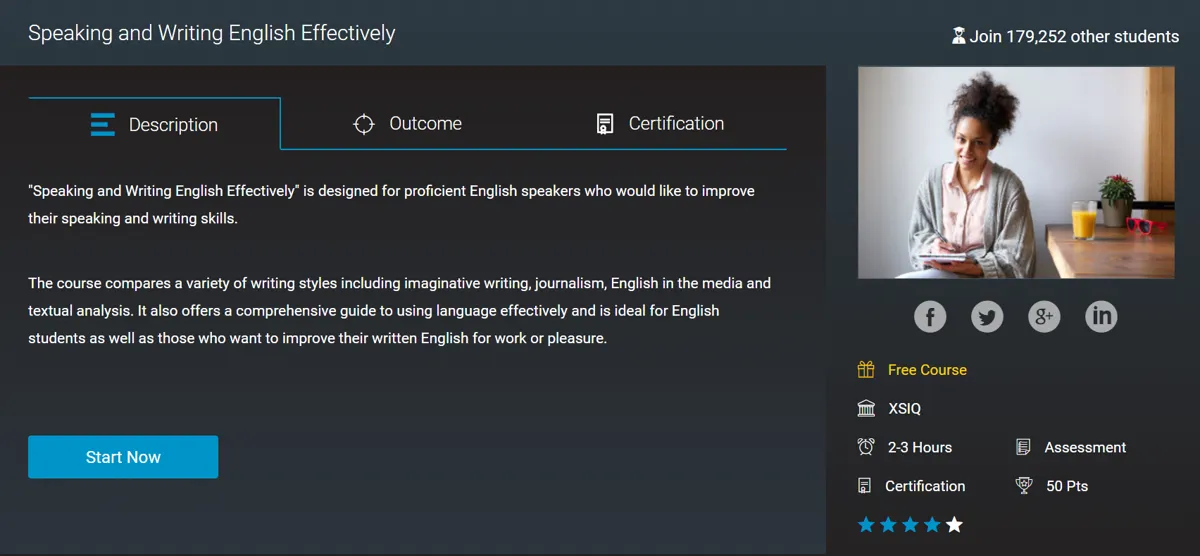 Speaking and Writing English Effectively
Join 179,252 other students
Description
Outcome
Certification
"Speaking and Writing English Effectively" is designed for proficient English speakers who would like to improve
their speaking and writing skills.
The course compares a variety of writing styles including imaginative writing, journalism, English in the media and
textual analysis. It also offers a comprehensive guide to using language effectively and is ideal for English
students as well as those who want to improve their written English for work or pleasure.
Start Now
f
8+
in
Free Course
XSIQ
2-3 Hours
Assessment
Certification
50 Pts